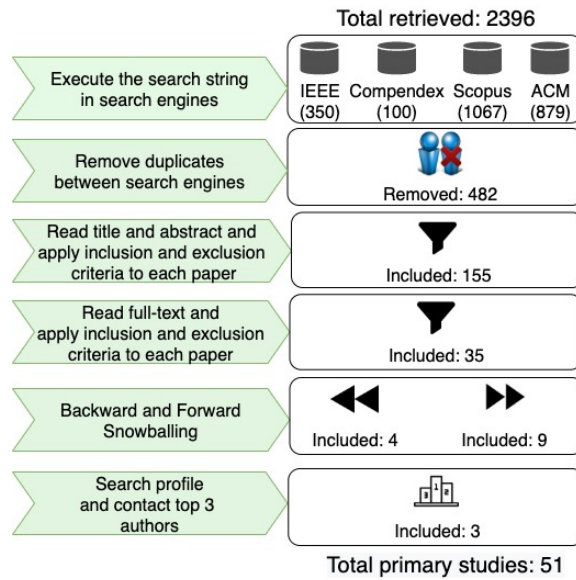 Total retrieved: 2396
Execute the search string
in search engines
IEEE Compendex Scopus ACM
(350) (100) (1067) (879)
Remove duplicates
between search engines
Removed: 482
Read title and abstract and
apply inclusion and exclusion
criteria to each paper
Included: 155
Read full-text and
apply inclusion and exclusion
criteria to each paper
Included: 35
Backward and Forward
Snowballing
Included: 4 Included: 9
Search profile
and contact top 3
authors
3 1 2
Included: 3
Total primary studies: 51